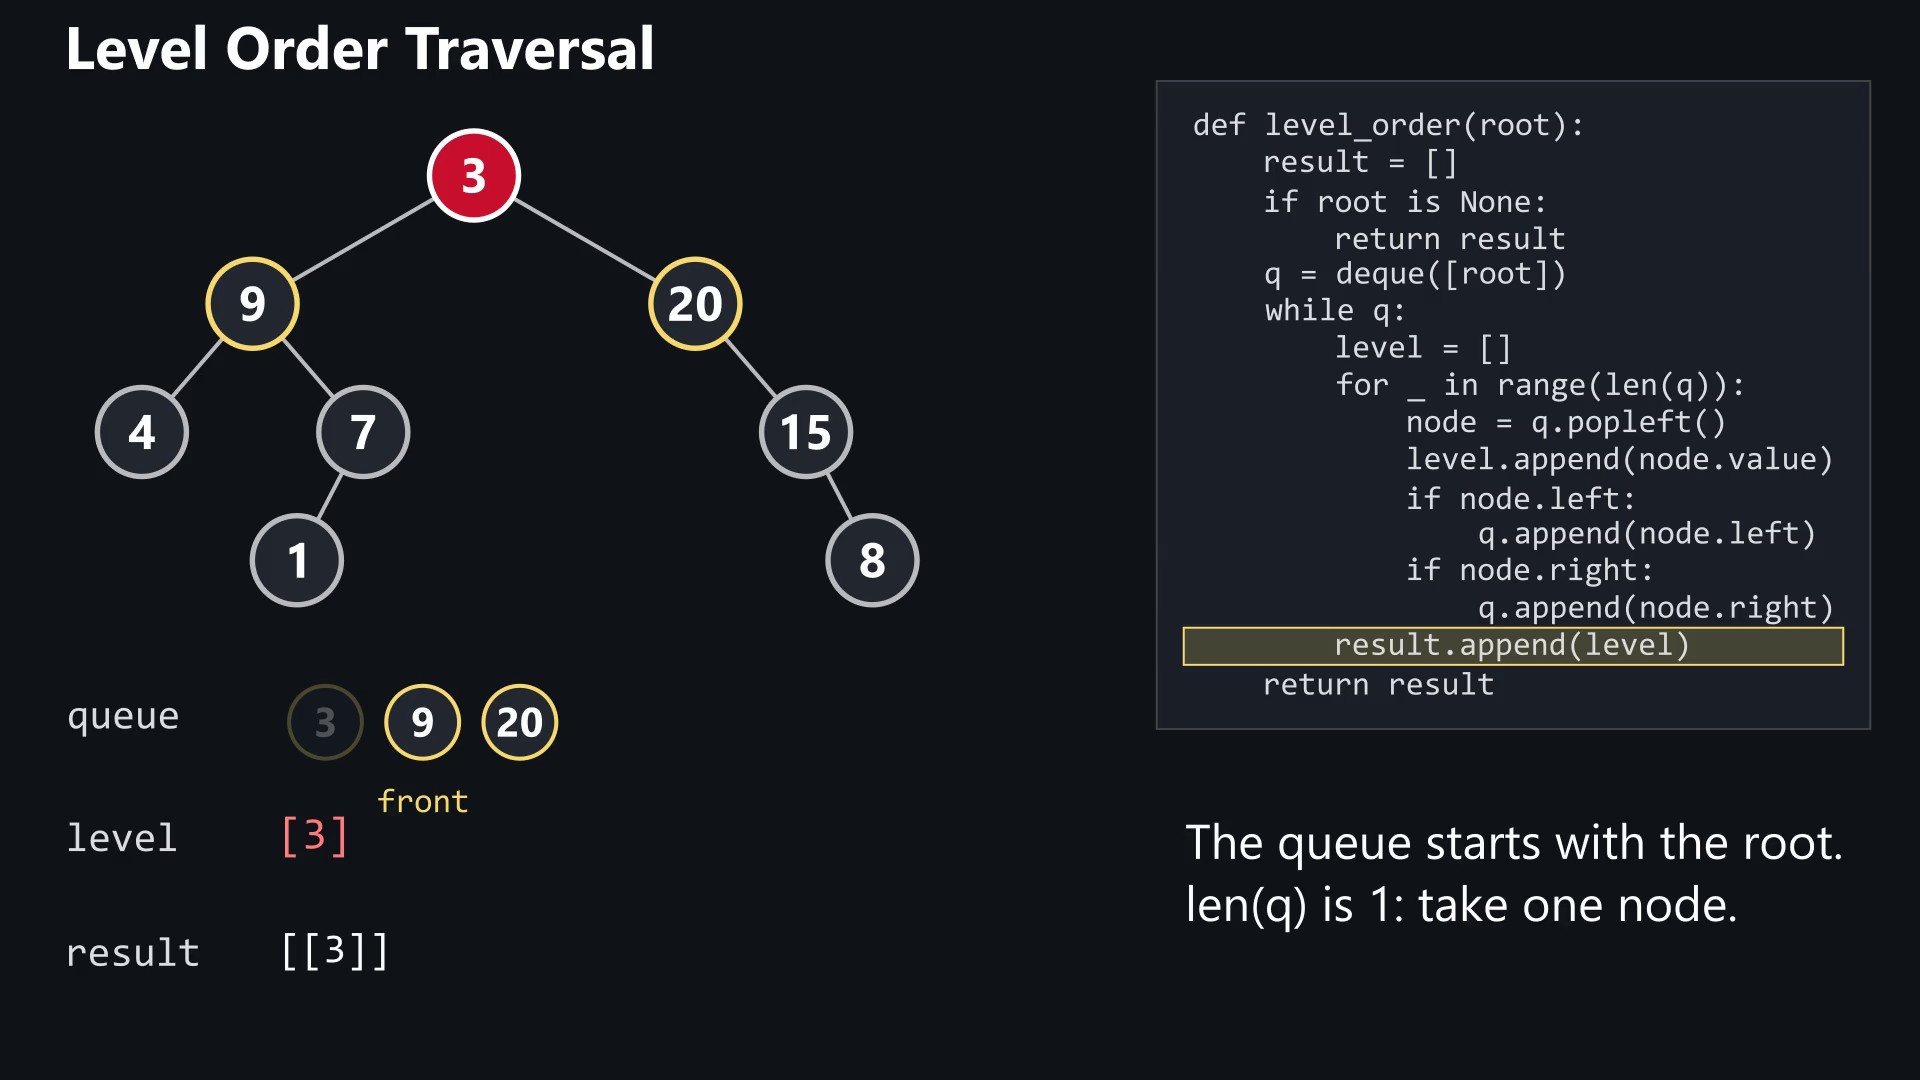 Level Order Traversal
3
9
20
4
7
15
1
8
queue
3
9
20
front
level
[3]
result
[[3]]
def level_order(root):
    result = []
    if root is None:
        return result
    q = deque([root])
    while q:
        level = []
        for _ in range(len(q)):
            node = q.popleft()
            level.append(node.value)
            if node.left:
                q.append(node.left)
            if node.right:
                q.append(node.right)
        result.append(level)
    return result
The queue starts with the root.
len(q) is 1: take one node.